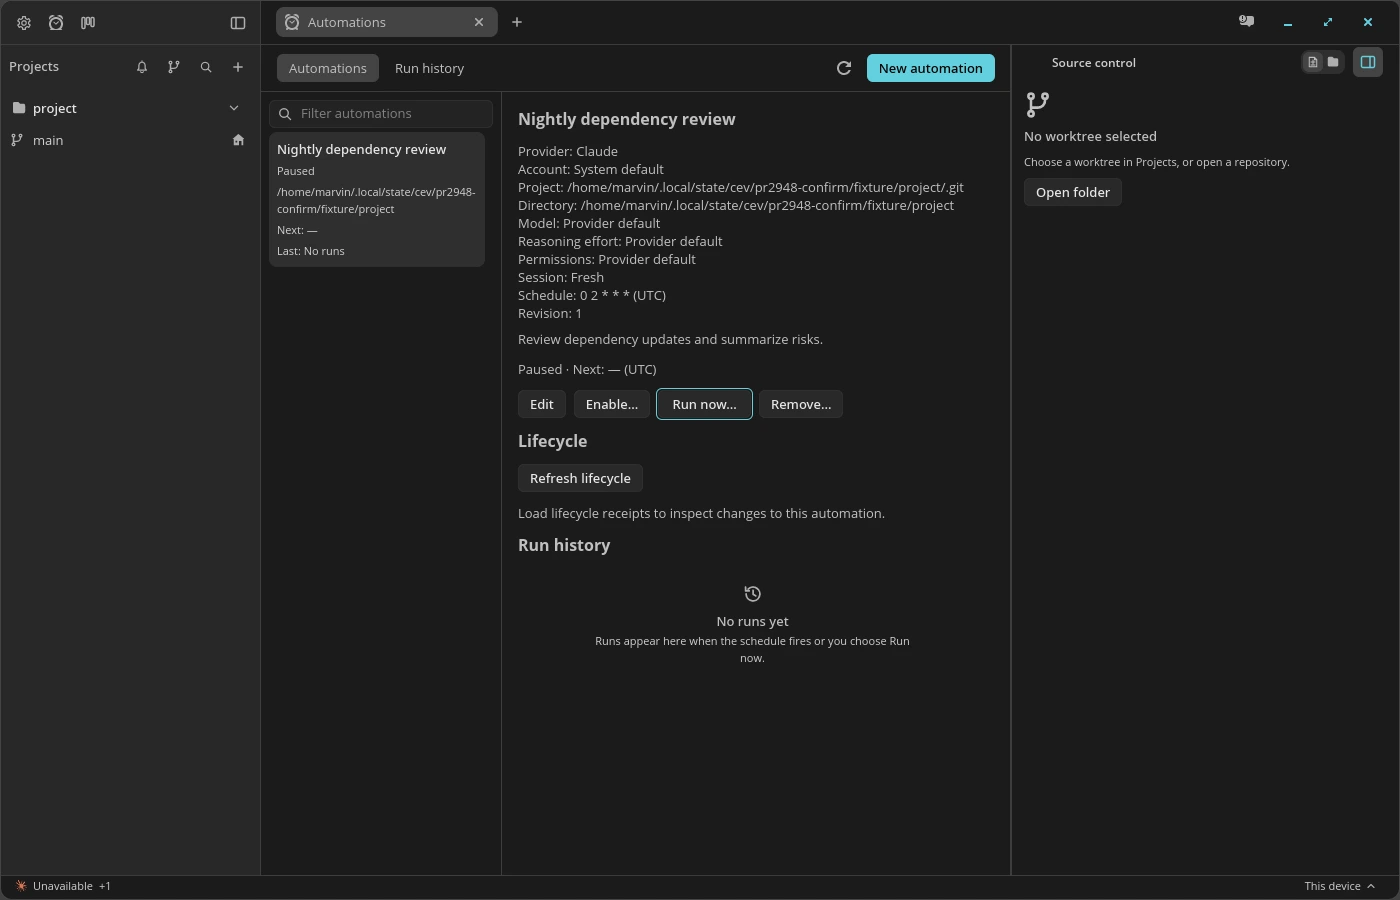 Automations
Projects
project
main
Automations
Run history
New automation
Filter automations
Nightly dependency review
Paused
/home/marvin/.local/state/cev/pr2948-
confirm/fixture/project
Next: —
Last: No runs
Nightly dependency review
Provider: Claude
Account: System default
Project: /home/marvin/.local/state/cev/pr2948-confirm/fixture/project/.git
Directory: /home/marvin/.local/state/cev/pr2948-confirm/fixture/project
Model: Provider default
Reasoning effort: Provider default
Permissions: Provider default
Session: Fresh
Schedule: 0 2 * * * (UTC)
Revision: 1
Review dependency updates and summarize risks.
Paused · Next: — (UTC)
Edit
Enable...
Run now...
Remove...
Lifecycle
Refresh lifecycle
Load lifecycle receipts to inspect changes to this automation.
Run history
No runs yet
Runs appear here when the schedule fires or you choose Run
now.
Source control
No worktree selected
Choose a worktree in Projects, or open a repository.
Open folder
Unavailable +1
This device